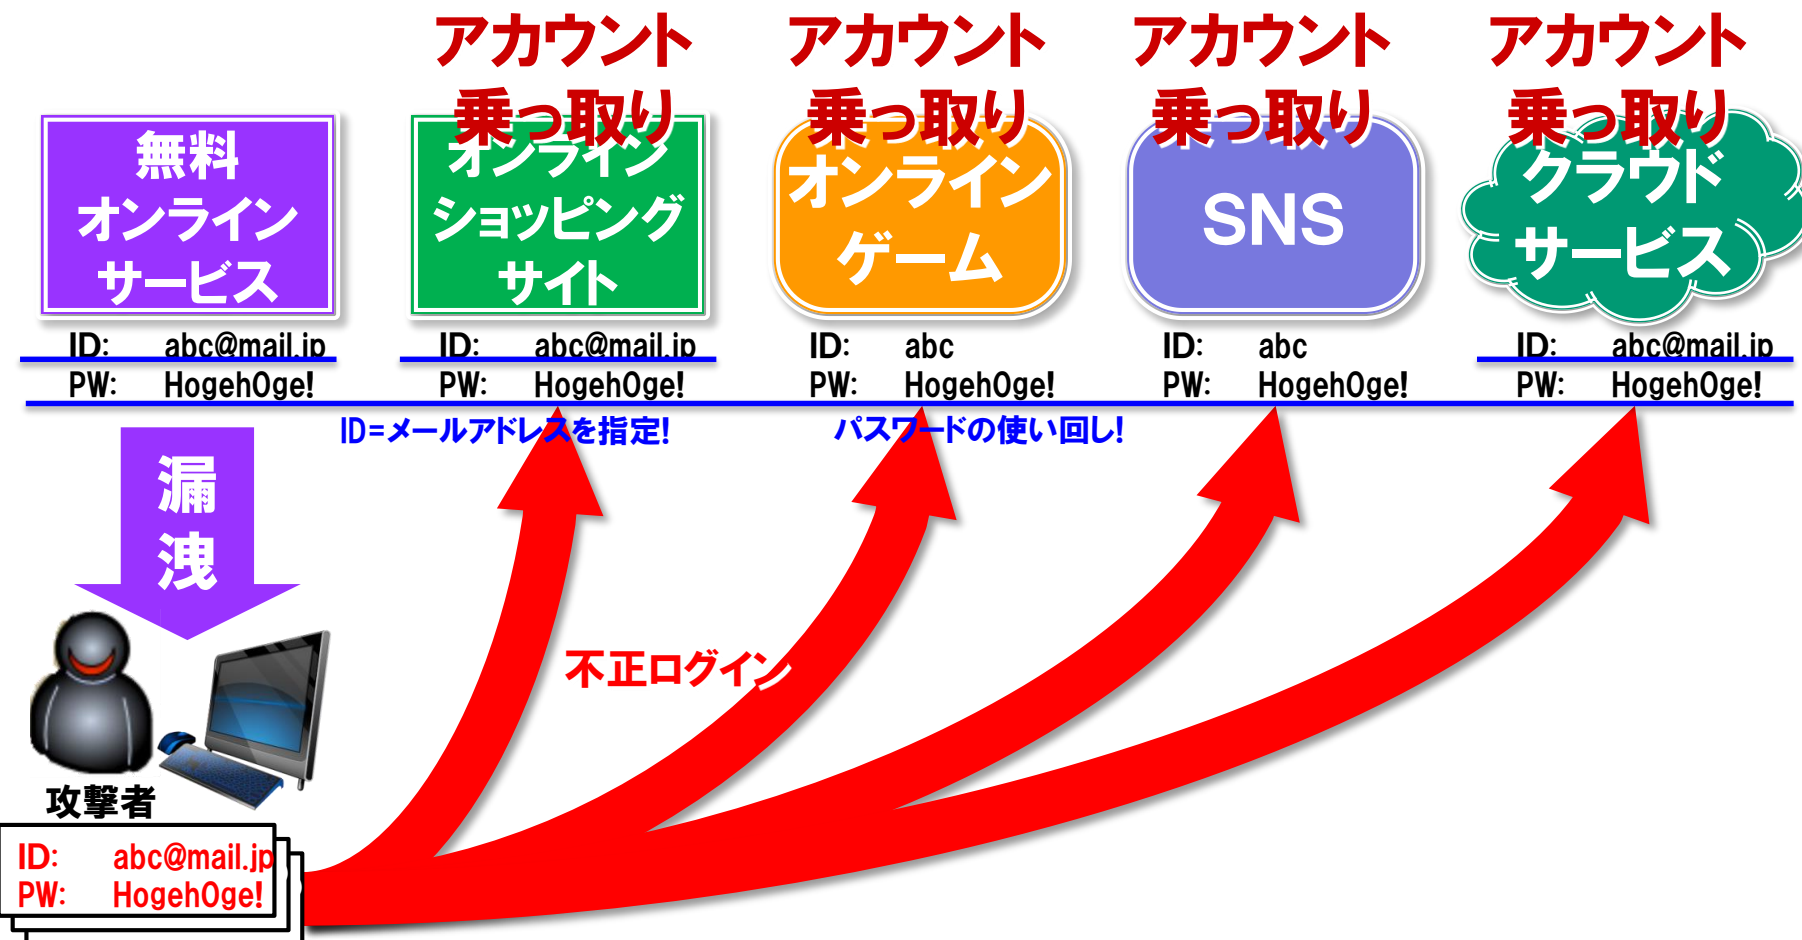 アカウント
乗っ取り
アカウント
乗っ取り
アカウント
乗っ取り
アカウント
乗っ取り
無料
オンライン
サービス
オンライン
ショッピング
サイト
オンライン
ゲーム
SNS
クラウド
サービス
ID: abc@mail.jp
PW: Hogeh0ge!
ID: abc@mail.jp
PW: Hogeh0ge!
ID: abc
PW: Hogeh0ge!
ID: abc
PW: Hogeh0ge!
ID: abc@mail.jp
PW: Hogeh0ge!
ID=メールアドレスを指定!
パスワードの使い回し!
漏
洩
不正ログイン
攻撃者
ID: abc@mail.jp
PW: Hogeh0ge!